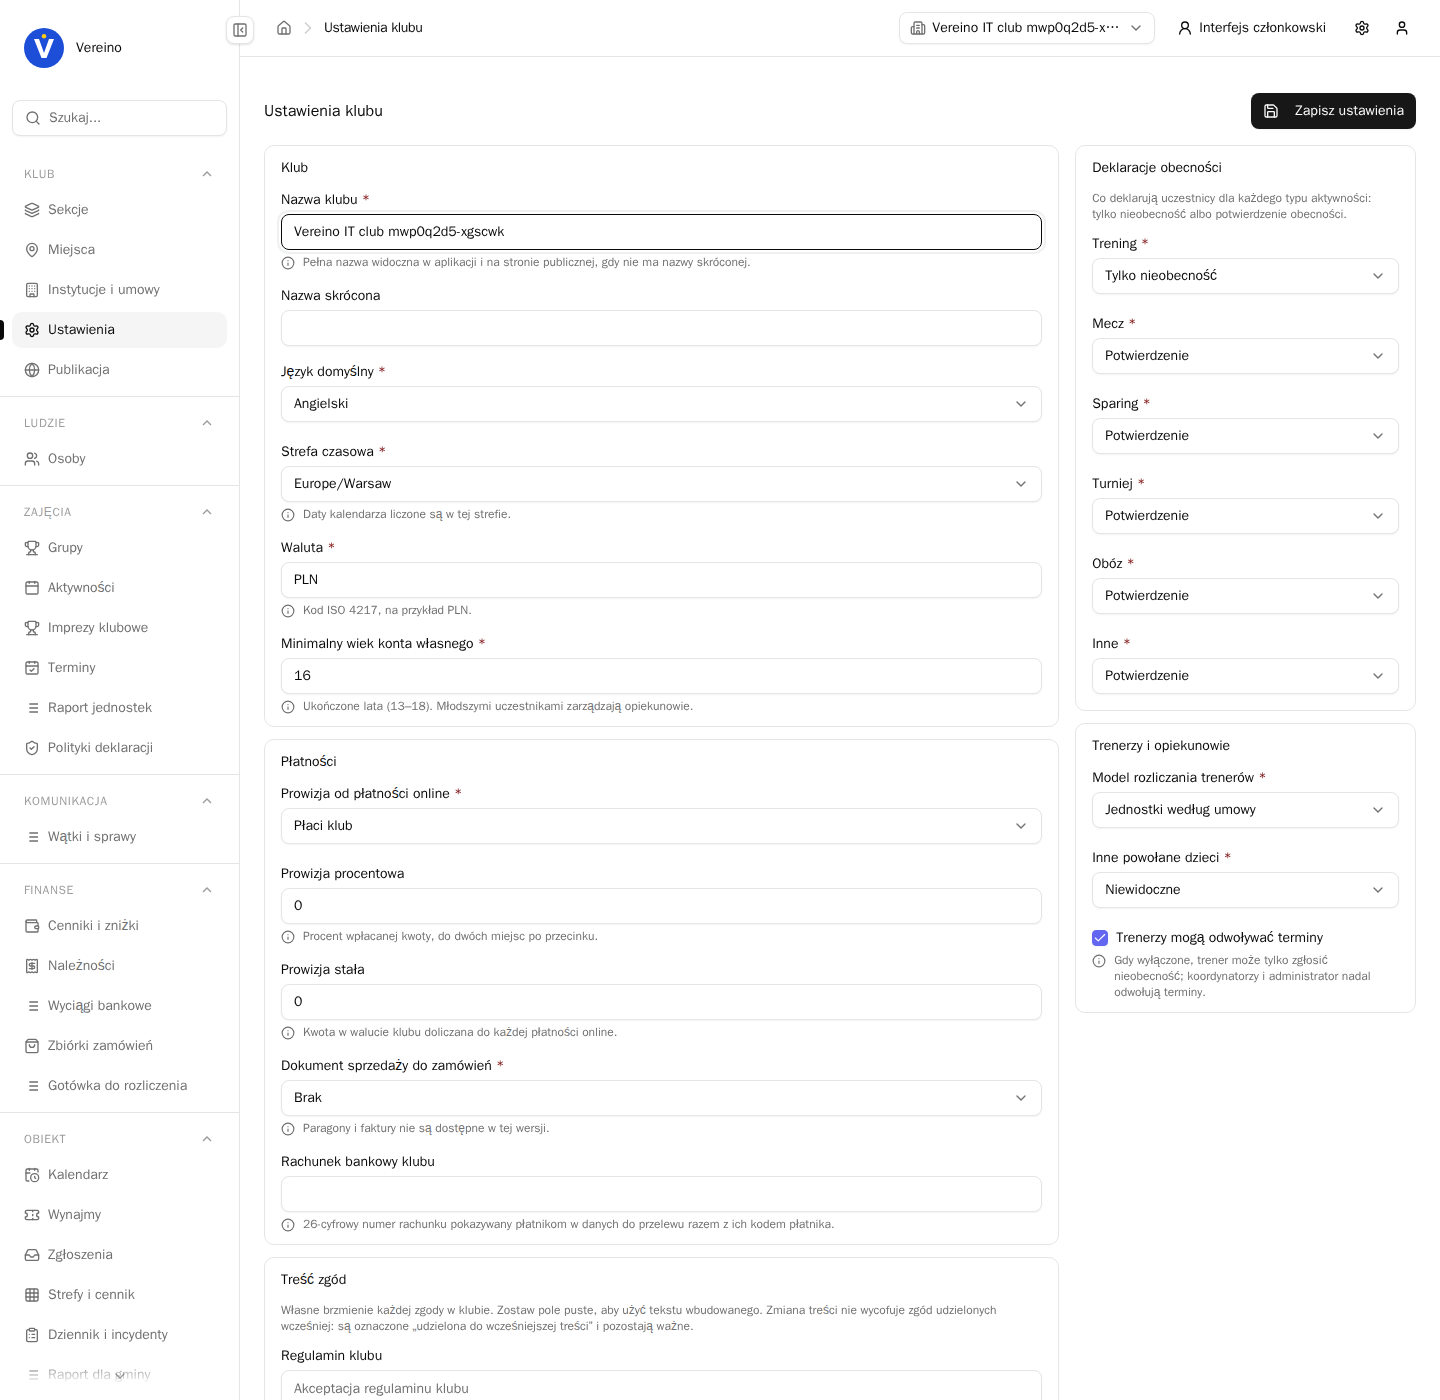 Vereino
Szukaj...
KLUB
Sekcje
Miejsca
Instytucje i umowy
Ustawienia
Publikacja
LUDZIE
Osoby
ZAJĘCIA
Grupy
Aktywności
Imprezy klubowe
Terminy
Raport jednostek
Polityki deklaracji
KOMUNIKACJA
Wątki i sprawy
FINANSE
Cenniki i zniżki
Należności
Wyciągi bankowe
Zbiórki zamówień
Gotówka do rozliczenia
OBIEKT
Kalendarz
Wynajmy
Zgłoszenia
Strefy i cennik
Dziennik i incydenty
Raport dla gminy
Ustawienia klubu
Vereino IT club mwp0q2d5-x···
Interfejs członkowski
Ustawienia klubu
Zapisz ustawienia
Klub
Nazwa klubu *
Vereino IT club mwp0q2d5-xgscwk
Pełna nazwa widoczna w aplikacji i na stronie publicznej, gdy nie ma nazwy skróconej.
Nazwa skrócona
Język domyślny *
Angielski
Strefa czasowa *
Europe/Warsaw
Daty kalendarza liczone są w tej strefie.
Waluta *
PLN
Kod ISO 4217, na przykład PLN.
Minimalny wiek konta własnego *
16
Ukończone lata (13–18). Młodszymi uczestnikami zarządzają opiekunowie.
Płatności
Prowizja od płatności online *
Płaci klub
Prowizja procentowa
0
Procent wpłacanej kwoty, do dwóch miejsc po przecinku.
Prowizja stała
0
Kwota w walucie klubu doliczana do każdej płatności online.
Dokument sprzedaży do zamówień *
Brak
Paragony i faktury nie są dostępne w tej wersji.
Rachunek bankowy klubu
26-cyfrowy numer rachunku pokazywany płatnikom w danych do przelewu razem z ich kodem płatnika.
Treść zgód
Własne brzmienie każdej zgody w klubie. Zostaw pole puste, aby użyć tekstu wbudowanego. Zmiana treści nie wycofuje zgód udzielonych
wcześniej: są oznaczone „udzielona do wcześniejszej treści” i pozostają ważne.
Regulamin klubu
Akceptacja regulaminu klubu
Deklaracje obecności
Co deklarują uczestnicy dla każdego typu aktywności:
tylko nieobecność albo potwierdzenie obecności.
Trening *
Tylko nieobecność
Mecz *
Potwierdzenie
Sparing *
Potwierdzenie
Turniej *
Potwierdzenie
Obóz *
Potwierdzenie
Inne *
Potwierdzenie
Trenerzy i opiekunowie
Model rozliczania trenerów *
Jednostki według umowy
Inne powołane dzieci *
Niewidoczne
Trenerzy mogą odwoływać terminy
Gdy wyłączone, trener może tylko zgłosić
nieobecność; koordynatorzy i administrator nadal
odwołują terminy.